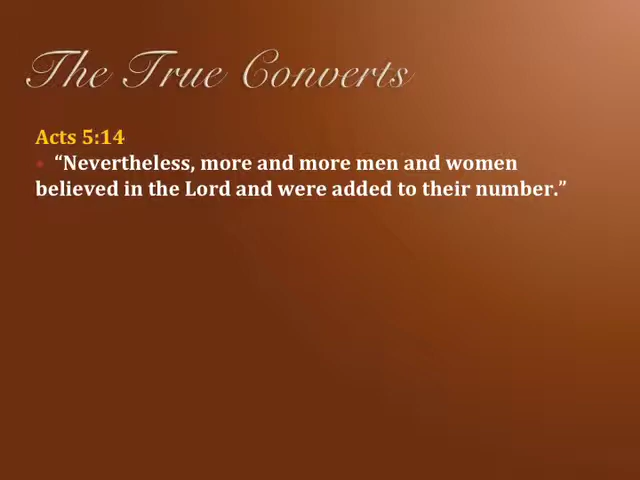 The True Converts
Acts 5:14
• “Nevertheless, more and more men and women
believed in the Lord and were added to their number.”